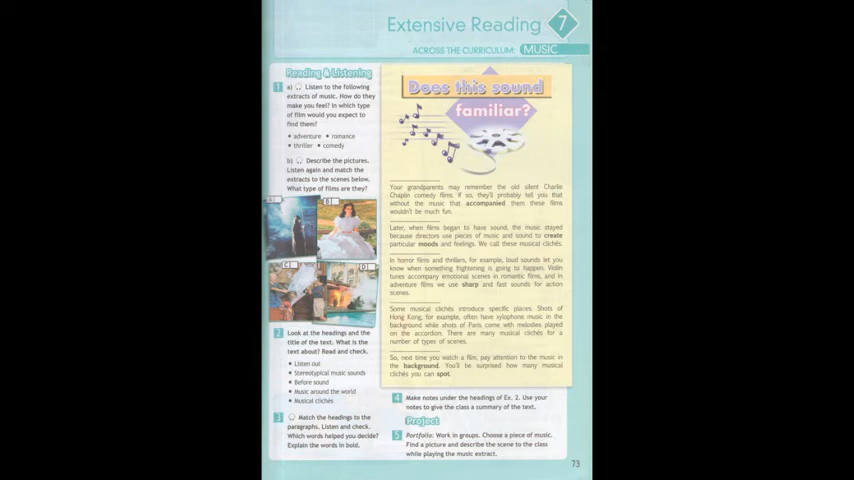 Extensive Reading 7
ACROSS THE CURRICULUM: MUSIC
Reading & Listening
1 a) Listen to the following
extracts of music. How do they
make you feel? In which type
of film would you expect to
find them?
• adventure • romance
• thriller • comedy
b) Describe the pictures.
Listen again and match the
extracts to the scenes below.
What type of films are they?
A
B
C
D
2 Look at the headings and the
title of the text. What is the
text about? Read and check.
• Listen out
• Stereotypical music sounds
• Before sound
• Music around the world
• Musical clichés
3 Match the headings to the
paragraphs. Listen and check.
Which words helped you decide?
Explain the words in bold.
Does this sound
familiar?
Your grandparents may remember the old silent Charlie
Chaplin comedy films. If so, they'll probably tell you that
without the music that accompanied them these films
wouldn't be much fun.
Later, when films began to have sound, the music stayed
because directors use pieces of music and sound to create
particular moods and feelings. We call these musical clichés.
In horror films and thrillers, for example, loud sounds let you
know when something frightening is going to happen. Violin
tunes accompany emotional scenes in romantic films, and in
adventure films we use sharp and fast sounds for action
scenes.
Some musical clichés introduce specific places. Shots of
Hong Kong, for example, often have xylophone music in the
background while shots of Paris come with melodies played
on the accordion. There are many musical clichés for a
number of types of scenes.
So, next time you watch a film, pay attention to the music in
the background. You'll be surprised how many musical
clichés you can spot.
4 Make notes under the headings of Ex. 2. Use your
notes to give the class a summary of the text.
Project
5 Portfolio: Work in groups. Choose a piece of music.
Find a picture and describe the scene to the class
while playing the music extract.
73